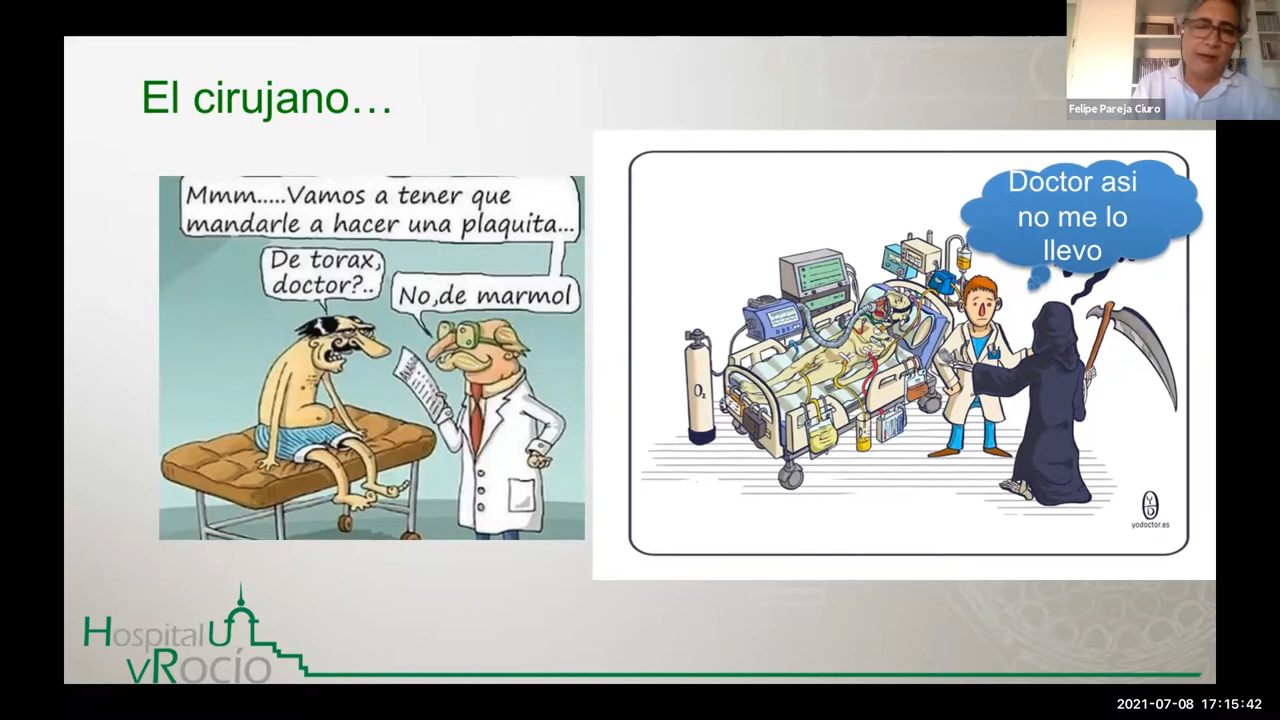 El cirujano…
Felipe Pareja Ciuro
Mmm.....Vamos a tener que
mandarle a hacer una plaquita...
De torax,
doctor?..
No,de marmol
Doctor asi
no me lo
llevo
O2
YD
yodoctor.es
Hospital U
vRocío
2021-07-08 17:15:42